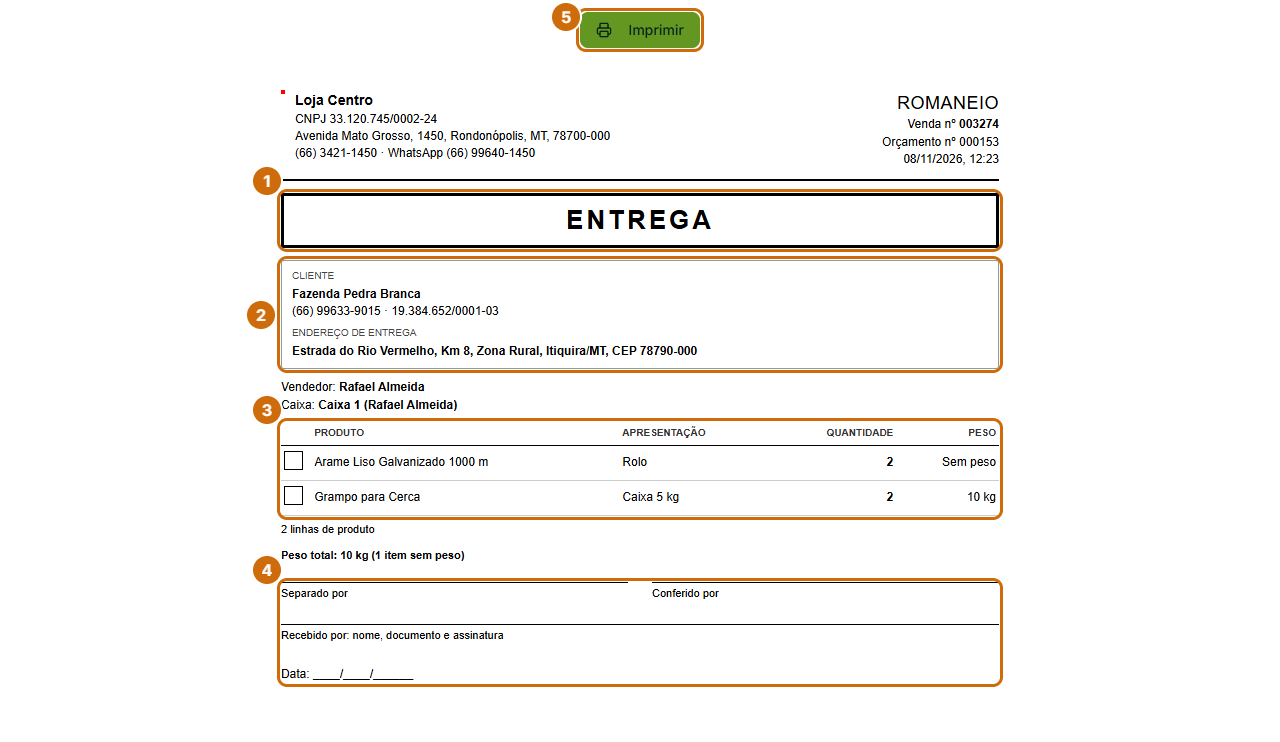 5
Imprimir
Loja Centro
CNPJ 33.120.745/0002-24
Avenida Mato Grosso, 1450, Rondonópolis, MT, 78700-000
(66) 3421-1450 · WhatsApp (66) 99640-1450
ROMANEIO
Venda nº 003274
Orçamento nº 000153
08/11/2026, 12:23
1
ENTREGA
2
CLIENTE
Fazenda Pedra Branca
(66) 99633-9015 · 19.384.652/0001-03
ENDEREÇO DE ENTREGA
Estrada do Rio Vermelho, Km 8, Zona Rural, Itiquira/MT, CEP 78790-000
Vendedor: Rafael Almeida
Caixa: Caixa 1 (Rafael Almeida)
3
PRODUTO APRESENTAÇÃO QUANTIDADE PESO
Arame Liso Galvanizado 1000 m Rolo 2 Sem peso
Grampo para Cerca Caixa 5 kg 2 10 kg
2 linhas de produto
Peso total: 10 kg (1 item sem peso)
4
Separado por Conferido por
Recebido por: nome, documento e assinatura
Data: ____/____/______